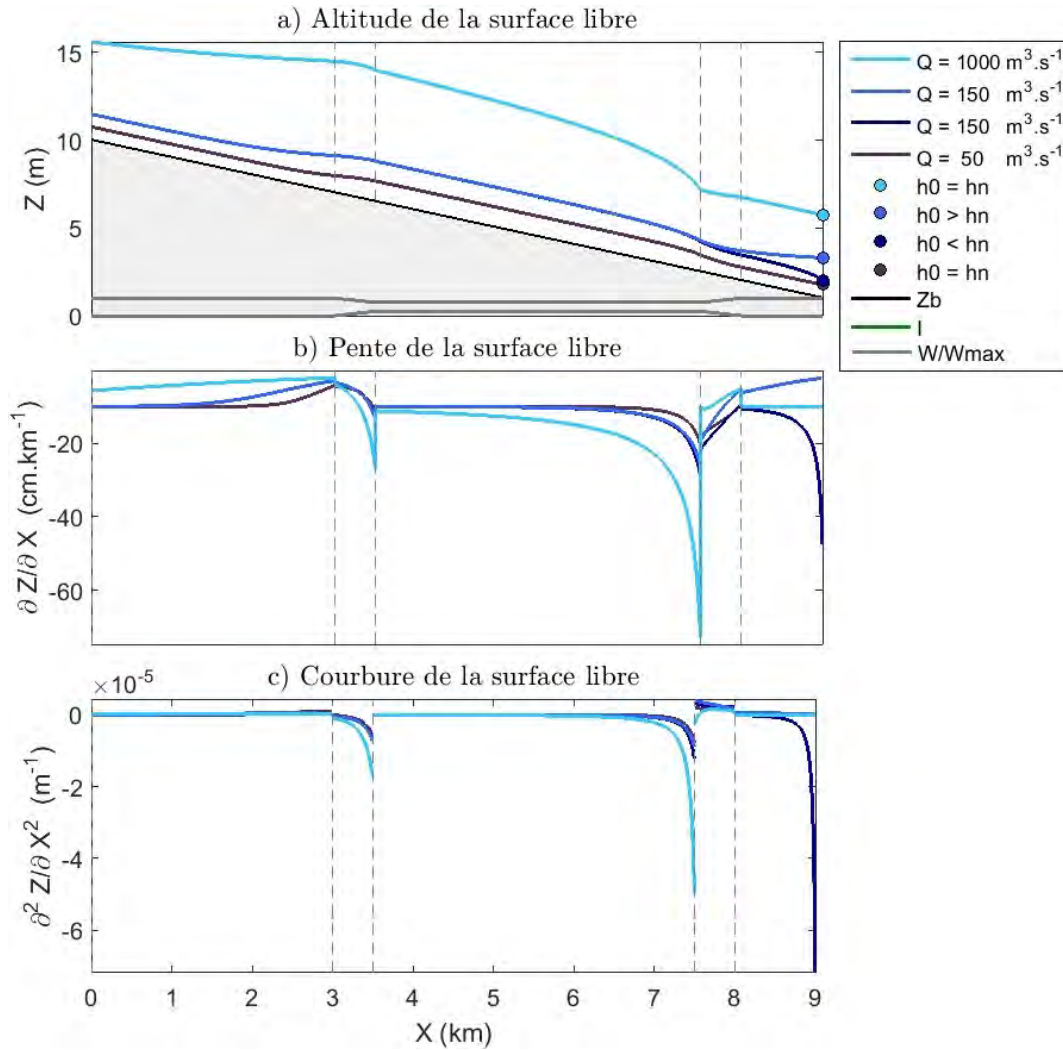 a) Altitude de la surface libre
15
10
5
0
Z (m)
Q = 1000 m³.s⁻¹
Q = 150 m³.s⁻¹
Q = 150 m³.s⁻¹
Q = 50 m³.s⁻¹
h0 = hn
h0 > hn
h0 < hn
h0 = hn
Zb
I
W/Wmax
b) Pente de la surface libre
-20
-40
-60
∂ Z/∂ X (cm.km⁻¹)
c) Courbure de la surface libre
×10⁻⁵
0
-2
-4
-6
∂² Z/∂ X² (m⁻¹)
0 1 2 3 4 5 6 7 8 9
X (km)